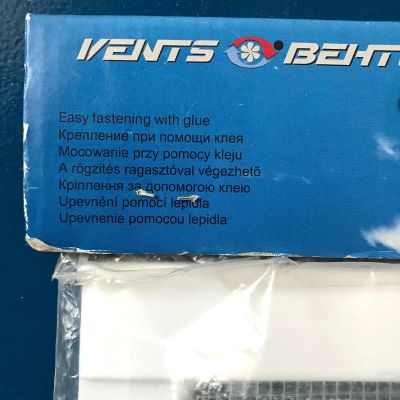 VENTS ВЕНТ
Easy fastening with glue
Крепление при помощи клея
Mocowanie przy pomocy kleju
A rögzités ragasztóval végezhető
Кріплення за допомогою клею
Upevnění pomocí lepidla
Upevnenie pomocou lepidla